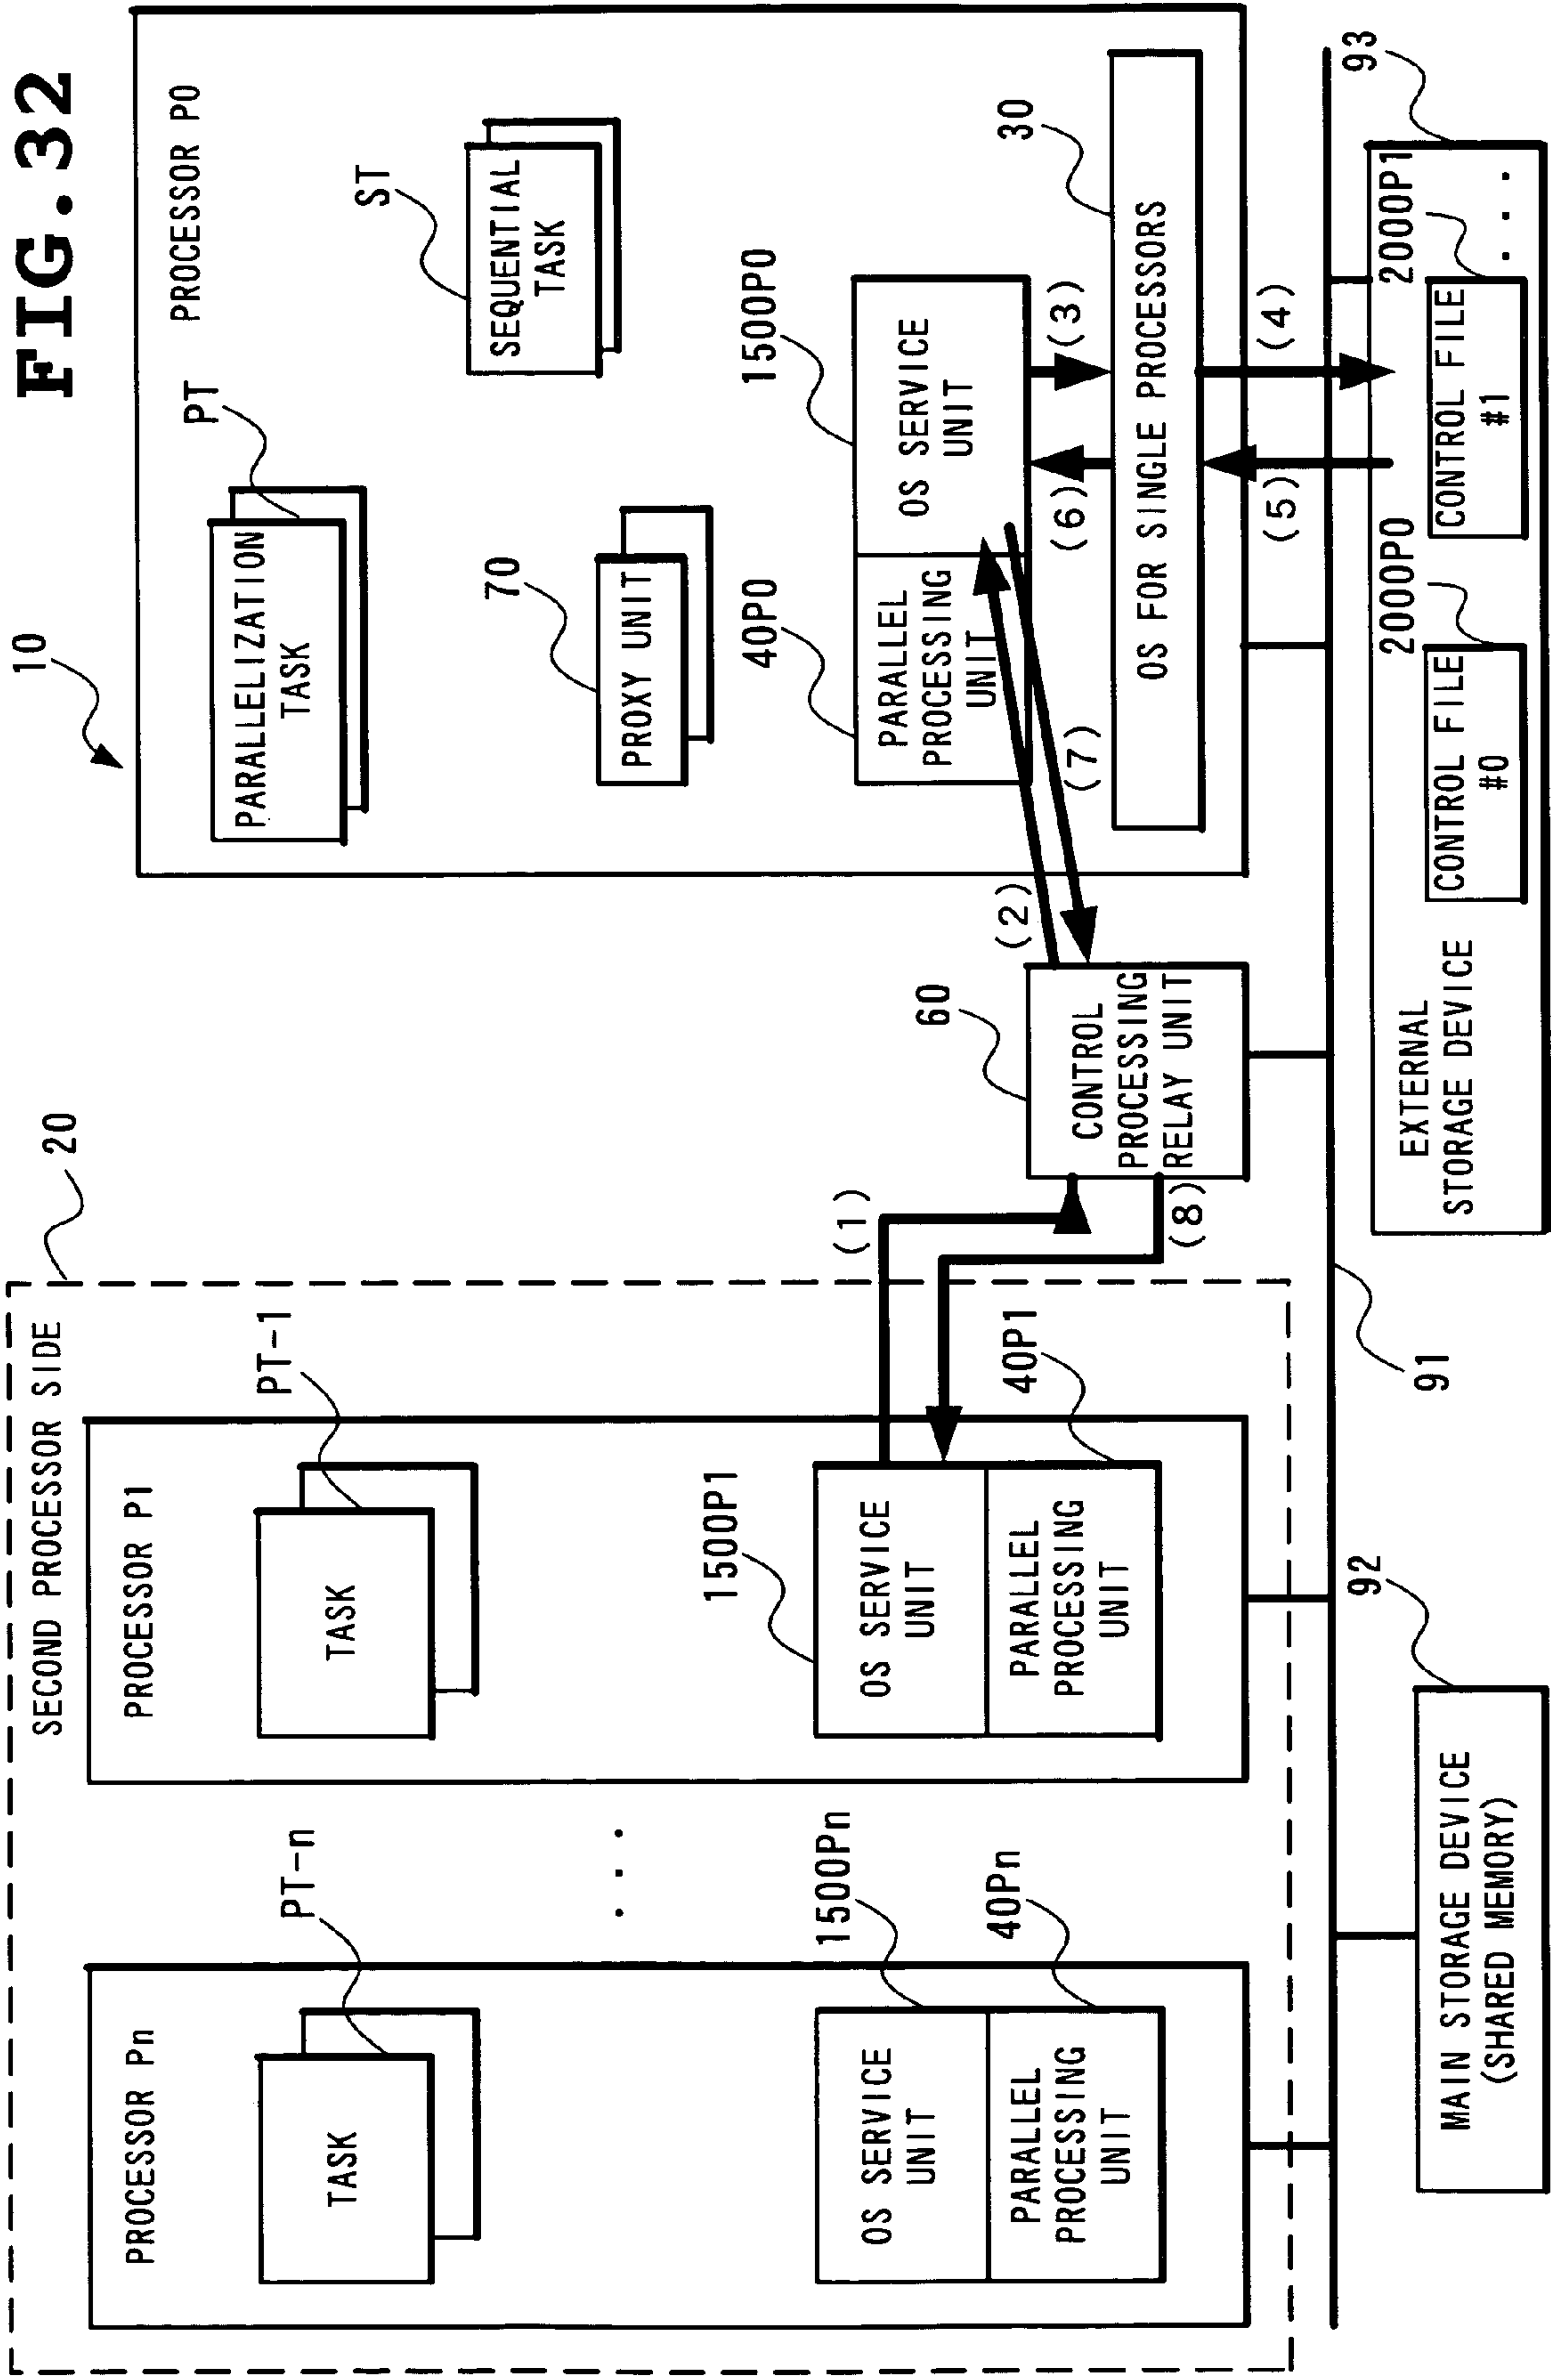 FIG.32
10
PROCESSOR P0
PT
PARALLELIZATION
TASK
ST
SEQUENTIAL
TASK
70
PROXY UNIT
40P0
PARALLEL
PROCESSING
UNIT
1500P0
OS SERVICE
UNIT
(2)
(7)
(6)
(3)
30
OS FOR SINGLE PROCESSORS
(5)
(4)
60
CONTROL
PROCESSING
RELAY UNIT
(1)
(8)
20
SECOND PROCESSOR SIDE
PROCESSOR P1
PT-1
TASK
1500P1
OS SERVICE
UNIT
40P1
PARALLEL
PROCESSING
UNIT
. . .
PROCESSOR Pn
PT-n
TASK
1500Pn
OS SERVICE
UNIT
40Pn
PARALLEL
PROCESSING
UNIT
91
92
MAIN STORAGE DEVICE
(SHARED MEMORY)
93
EXTERNAL
STORAGE DEVICE
2000P0
CONTROL FILE
#0
2000P1
CONTROL FILE
#1
. . .